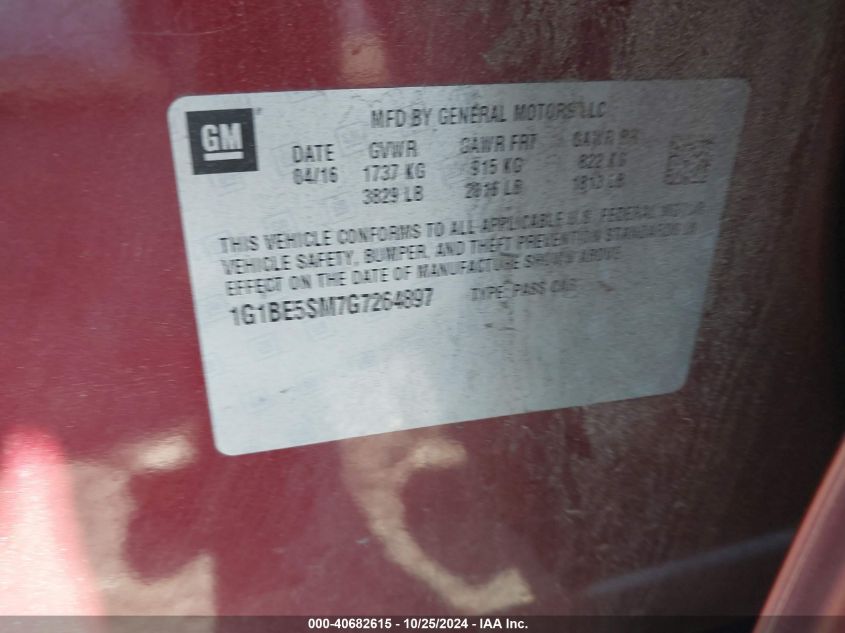 GM
MFD BY GENERAL MOTORS LLC
DATE GVWR GAWR FRT GAWR RR
04/16 1737 KG 915 KG 822 KG
3829 LB 2016 LB 1813 LB
THIS VEHICLE CONFORMS TO ALL APPLICABLE U.S. FEDERAL MOTOR
VEHICLE SAFETY, BUMPER, AND THEFT PREVENTION STANDARDS IN
EFFECT ON THE DATE OF MANUFACTURE SHOWN ABOVE.
1G1BE5SM7G7264897 TYPE: PASS CAR
000-40682615 - 10/25/2024 - IAA Inc.